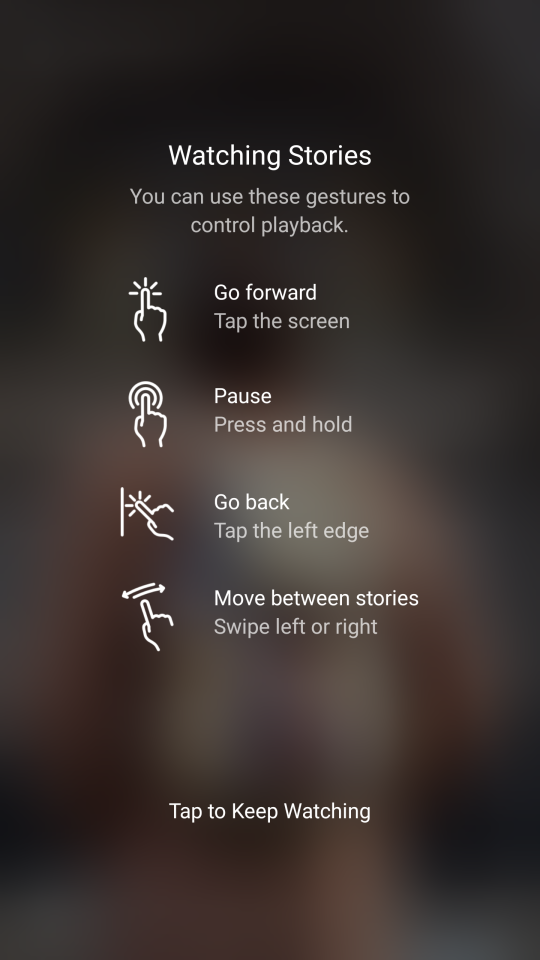 Watching Stories
You can use these gestures to
control playback.
Go forward
Tap the screen
Pause
Press and hold
Go back
Tap the left edge
Move between stories
Swipe left or right
Tap to Keep Watching